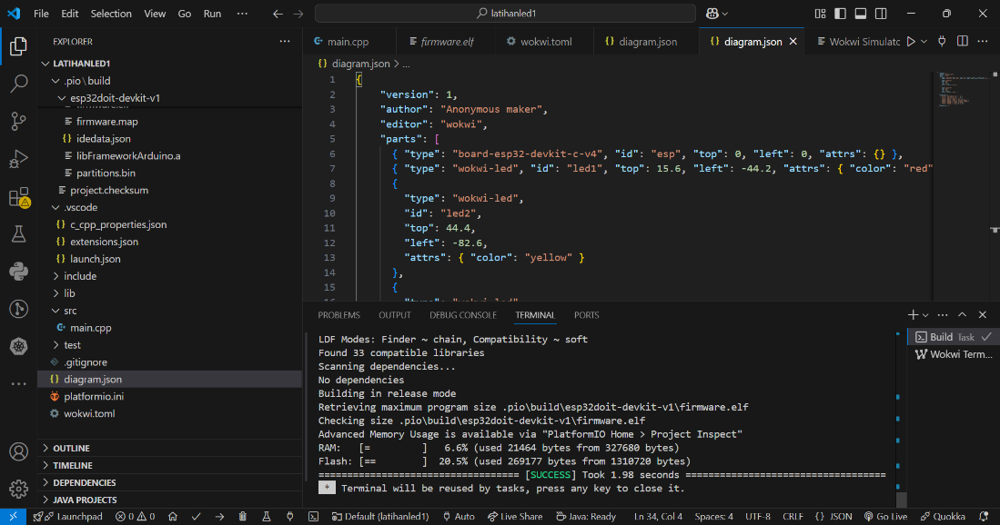 File Edit Selection View Go Run ··· latihanled1
EXPLORER ···
LATIHANLED1
.pio \ build
esp32doit-devkit-v1
firmware.map
idedata.json
libFrameworkArduino.a
partitions.bin
project.checksum
.vscode
c_cpp_properties.json
extensions.json
launch.json
include
lib
src
main.cpp
test
.gitignore
diagram.json
platformio.ini
wokwi.toml
OUTLINE
TIMELINE
DEPENDENCIES
JAVA PROJECTS
main.cpp firmware.elf wokwi.toml diagram.json diagram.json Wokwi Simulato
diagram.json > ...
1 {
2 "version": 1,
3 "author": "Anonymous maker",
4 "editor": "wokwi",
5 "parts": [
6 { "type": "board-esp32-devkit-c-v4", "id": "esp", "top": 0, "left": 0, "attrs": {} },
7 { "type": "wokwi-led", "id": "led1", "top": 15.6, "left": -44.2, "attrs": { "color": "red"
8 {
9 "type": "wokwi-led",
10 "id": "led2",
11 "top": 44.4,
12 "left": -82.6,
13 "attrs": { "color": "yellow" }
14 },
15 {
PROBLEMS OUTPUT DEBUG CONSOLE TERMINAL PORTS
LDF Modes: Finder ~ chain, Compatibility ~ soft
Found 33 compatible libraries
Scanning dependencies...
No dependencies
Building in release mode
Retrieving maximum program size .pio\build\esp32doit-devkit-v1\firmware.elf
Checking size .pio\build\esp32doit-devkit-v1\firmware.elf
Advanced Memory Usage is available via "PlatformIO Home > Project Inspect"
RAM: [= ] 6.6% (used 21464 bytes from 327680 bytes)
Flash: [== ] 20.5% (used 269177 bytes from 1310720 bytes)
================================== [SUCCESS] Took 1.98 seconds ==================================
* Terminal will be reused by tasks, press any key to close it.
Build Task
Wokwi Term...
Launchpad 0 0 Default (latihanled1) Auto Live Share Java: Ready Ln 34, Col 4 Spaces: 4 UTF-8 CRLF {} JSON Go Live Quokka